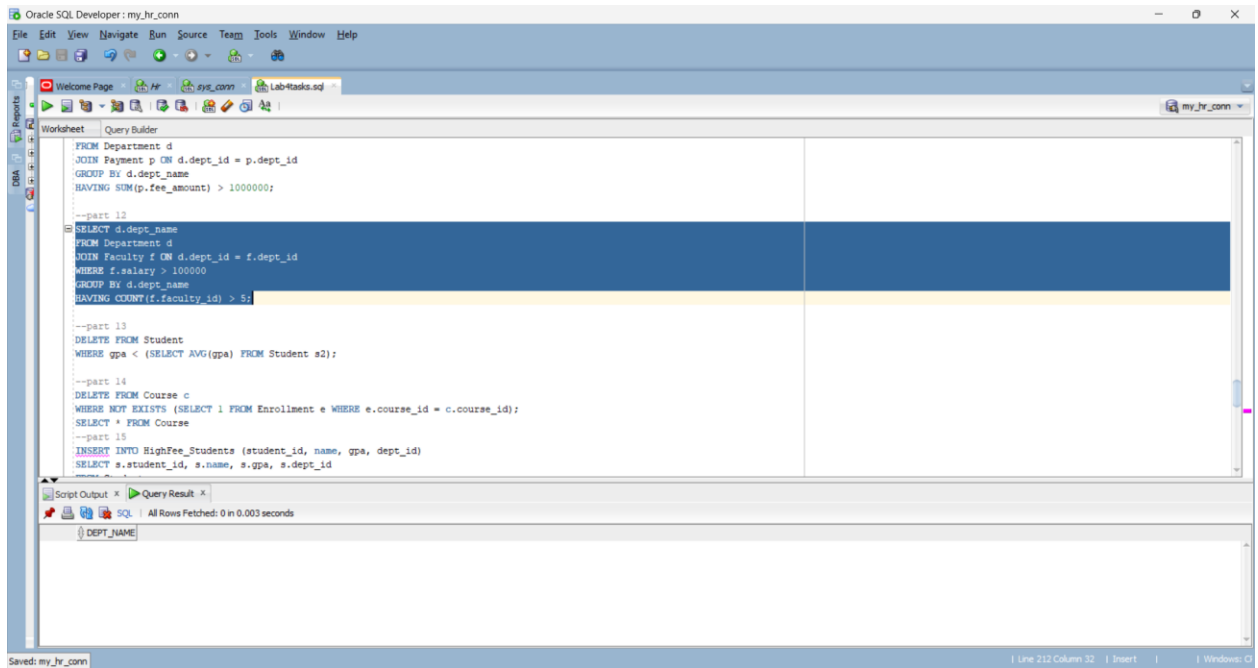 Oracle SQL Developer : my_hr_conn
File Edit View Navigate Run Source Team Tools Window Help
Welcome Page Hr sys_conn Lab4tasks.sql
my_hr_conn
Reports
DBA
Worksheet Query Builder
FROM Department d
JOIN Payment p ON d.dept_id = p.dept_id
GROUP BY d.dept_name
HAVING SUM(p.fee_amount) > 1000000;
--part 12
SELECT d.dept_name
FROM Department d
JOIN Faculty f ON d.dept_id = f.dept_id
WHERE f.salary > 100000
GROUP BY d.dept_name
HAVING COUNT(f.faculty_id) > 5;
--part 13
DELETE FROM Student
WHERE gpa < (SELECT AVG(gpa) FROM Student s2);
--part 14
DELETE FROM Course c
WHERE NOT EXISTS (SELECT 1 FROM Enrollment e WHERE e.course_id = c.course_id);
SELECT * FROM Course
--part 15
INSERT INTO HighFee_Students (student_id, name, gpa, dept_id)
SELECT s.student_id, s.name, s.gpa, s.dept_id
Script Output x Query Result x
SQL | All Rows Fetched: 0 in 0.003 seconds
DEPT_NAME
Saved: my_hr_conn
| Line 212 Column 32 | Insert | | Windows: Cl